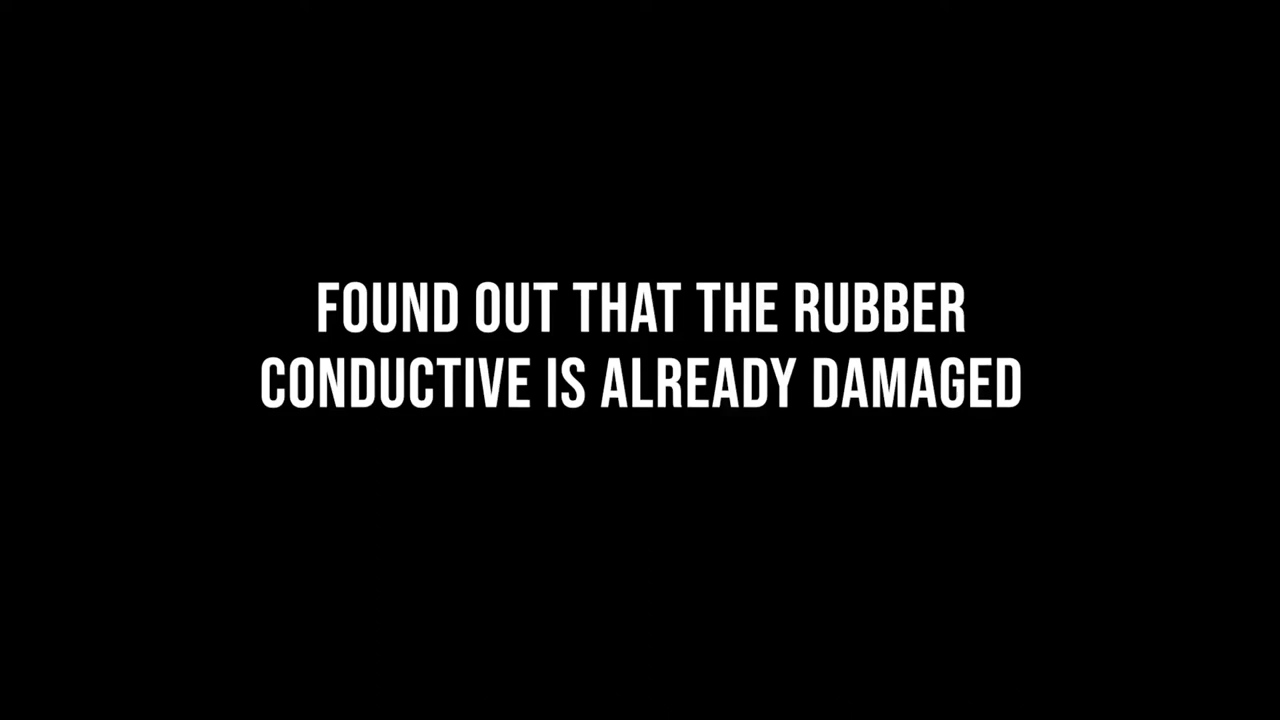 FOUND OUT THAT THE RUBBER
CONDUCTIVE IS ALREADY DAMAGED